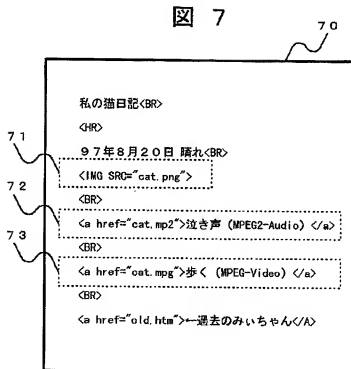 図 7
70
私の猫日記<BR>
<HR>
97年8月20日 晴れ<BR>
71
<IMG SRC="cat.png">
72
<BR>
<a href="cat.mp2">泣き声 (MPEG2-Audio) </a>
73
<BR>
<a href="cat.mpg">歩く (MPEG-Video) </a>
<BR>
<a href="old.htm">←過去のみぃちゃん</A>